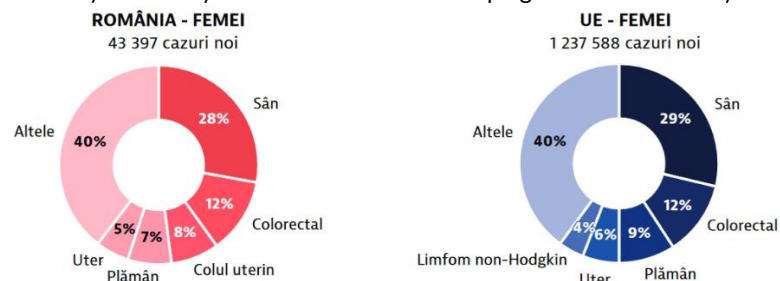 ROMÂNIA - FEMEI
43 397 cazuri noi
Sân
28%
Altele
40%
12%
Colorectal
5%
7%
8%
Uter
Plămân
Colul uterin
UE - FEMEI
1 237 588 cazuri noi
Sân
29%
Altele
40%
12%
Colorectal
4%
6%
9%
Limfom non-Hodgkin
Uter
Plămân